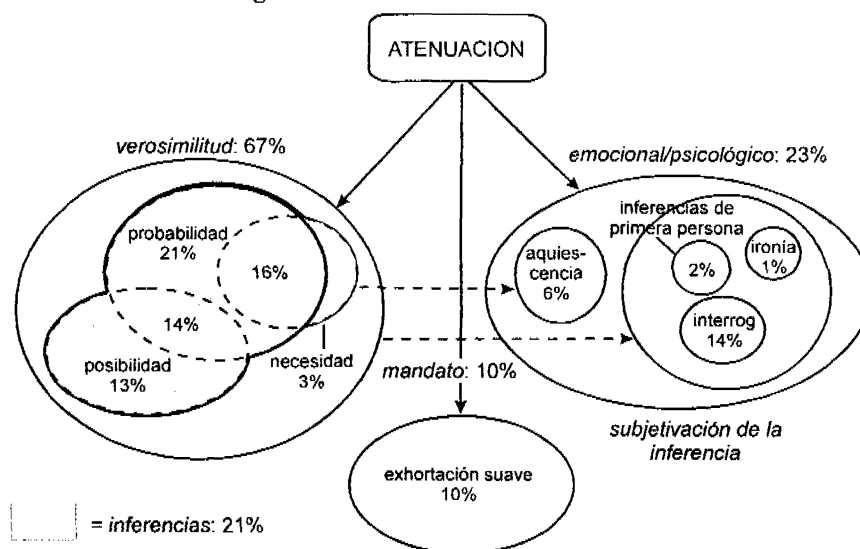 ATENUACION
verosimilitud: 67%
emocional/psicológico: 23%
probabilidad
21%
16%
14%
posibilidad
13%
necesidad
3%
mandato: 10%
exhortación suave
10%
aquies-
cencia
6%
inferencias de
primera persona
2%
ironía
1%
interrog
14%
subjetivación de la
inferencia
= inferencias: 21%